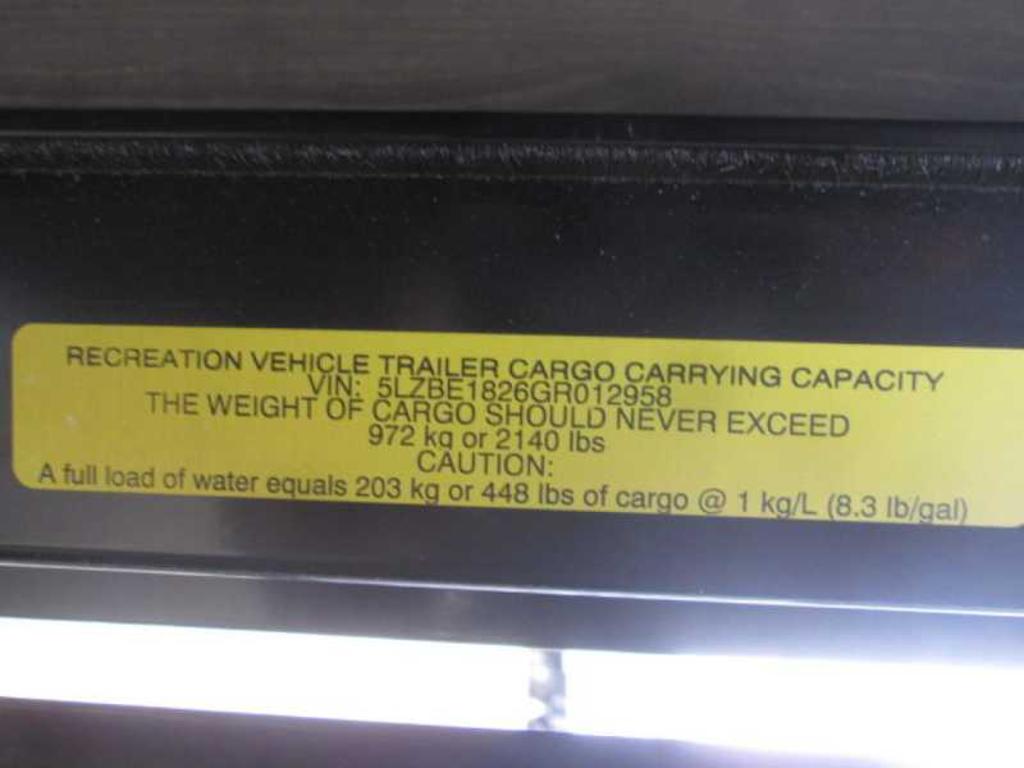 RECREATION VEHICLE TRAILER CARGO CARRYING CAPACITY
VIN: 5LZBE1826GR012958
THE WEIGHT OF CARGO SHOULD NEVER EXCEED
972 kg or 2140 lbs
CAUTION:
A full load of water equals 203 kg or 448 lbs of cargo @ 1 kg/L (8.3 lb/gal)